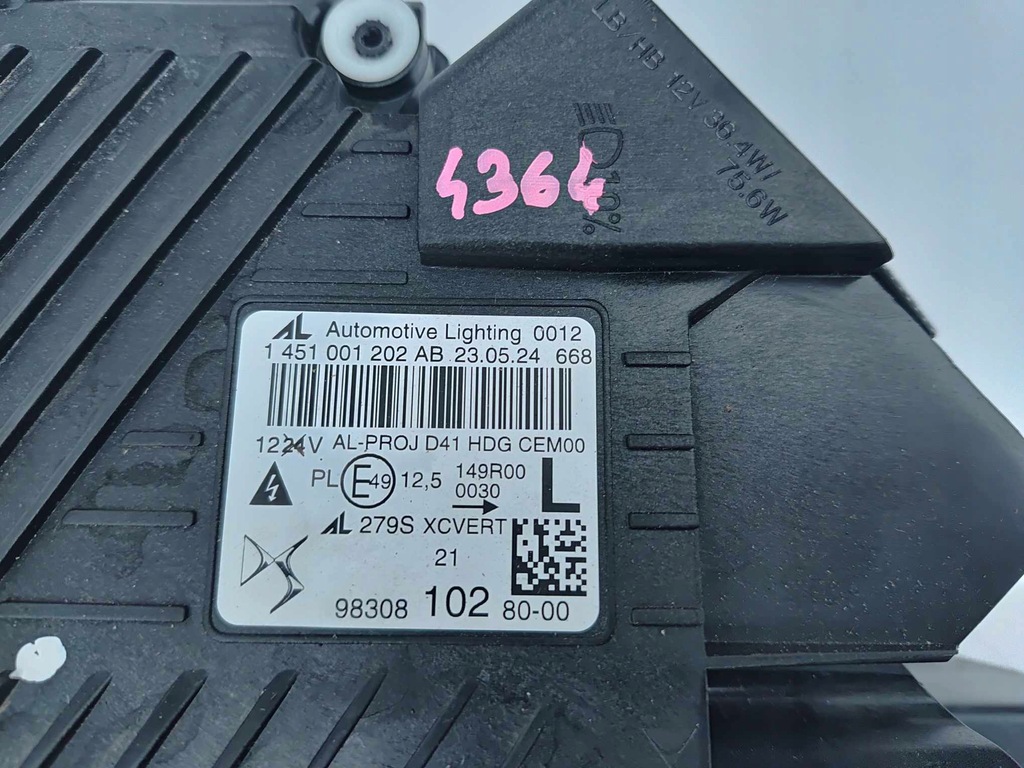 LB/HB 12V 36.4W/
75.6W
4364
1.0%
AL Automotive Lighting 0012
1 451 001 202 AB 23.05.24 668
1224V AL-PROJ D41 HDG CEM00
PL E49 12,5 149R00
0030
L
AL 279S XCVERT
21
98308 102 80-00